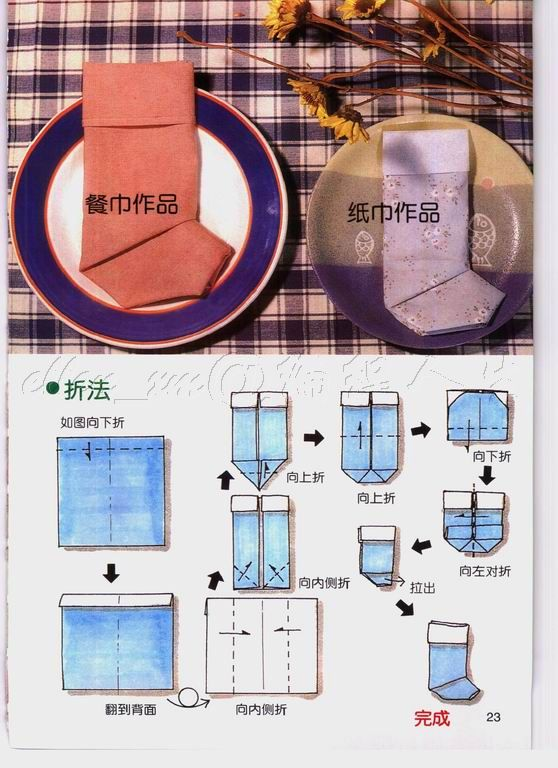 餐巾作品
纸巾作品
折法
如图向下折
向上折
向上折
向下折
向内侧折
拉出
向左对折
翻到背面
向内侧折
完成
23